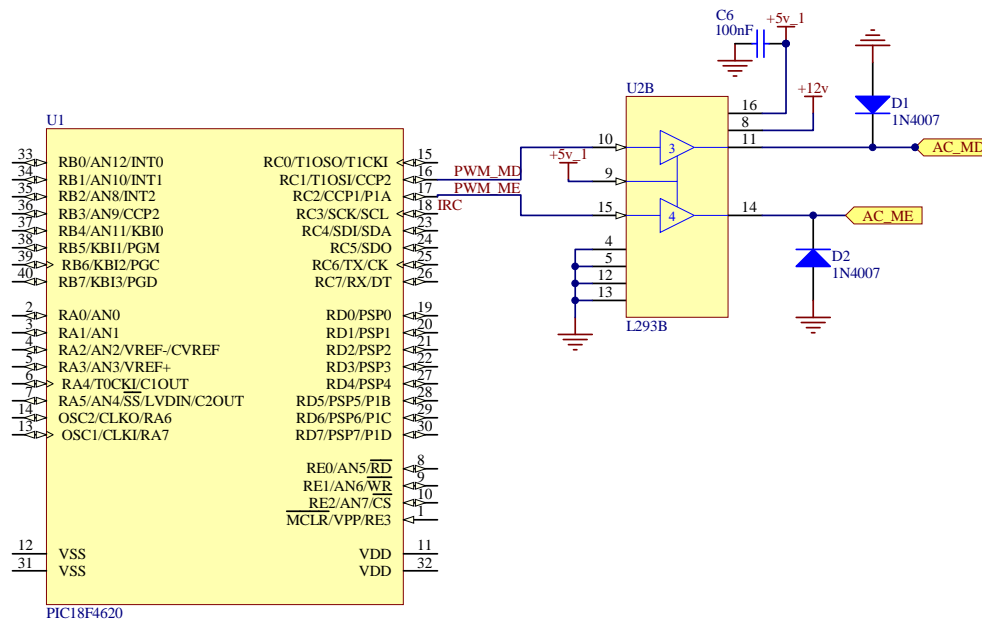 C6
100nF
+5v_1
+12v
U2B
16
8
11
D1
1N4007
AC_MD
10
3
+5v_1
9
15
4
14
AC_ME
D2
1N4007
4
5
12
13
L293B
PWM_MD
PWM_ME
IRC
U1
33 RB0/AN12/INT0 RC0/T1OSO/T1CKI 15
34 RB1/AN10/INT1 RC1/T1OSI/CCP2 16
35 RB2/AN8/INT2 RC2/CCP1/P1A 17
36 RB3/AN9/CCP2 RC3/SCK/SCL 18
37 RB4/AN11/KBI0 RC4/SDI/SDA 23
38 RB5/KBI1/PGM RC5/SDO 24
39 RB6/KBI2/PGC RC6/TX/CK 25
40 RB7/KBI3/PGD RC7/RX/DT 26
2 RA0/AN0 RD0/PSP0 19
3 RA1/AN1 RD1/PSP1 20
4 RA2/AN2/VREF-/CVREF RD2/PSP2 21
5 RA3/AN3/VREF+ RD3/PSP3 22
6 RA4/T0CKI/C1OUT RD4/PSP4 27
7 RA5/AN4/SS/LVDIN/C2OUT RD5/PSP5/P1B 28
14 OSC2/CLKO/RA6 RD6/PSP6/P1C 29
13 OSC1/CLKI/RA7 RD7/PSP7/P1D 30
RE0/AN5/RD 8
RE1/AN6/WR 9
RE2/AN7/CS 10
MCLR/VPP/RE3 1
12 VSS VDD 11
31 VSS VDD 32
PIC18F4620